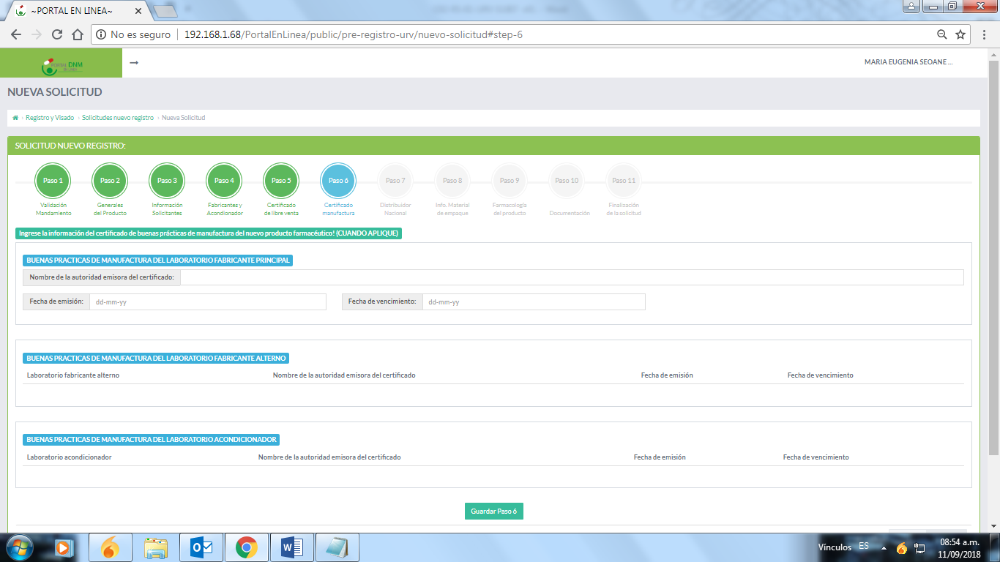 ~PORTAL EN LINEA~
No es seguro
192.168.1.68/PortalEnLinea/public/pre-registro-urv/nuevo-solicitud#step-6
PORTAL DNM
MARIA EUGENIA SEOANE ...
NUEVA SOLICITUD
Registro y Visado › Solicitudes nuevo registro › Nueva Solicitud
SOLICITUD NUEVO REGISTRO:
Paso 1 Paso 2 Paso 3 Paso 4 Paso 5 Paso 6 Paso 7 Paso 8 Paso 9 Paso 10 Paso 11
Validación Generales Información Fabricantes y Certificado Certificado Distribuidor Info. Material Farmacología Finalización
Mandamiento del Producto Solicitantes Acondionador de libre venta manufactura Nacional de empaque del producto Documentación de la solicitud
Ingrese la información del certificado de buenas prácticas de manufactura del nuevo producto farmacéutico! (CUANDO APLIQUE)
BUENAS PRACTICAS DE MANUFACTURA DEL LABORATORIO FABRICANTE PRINCIPAL
Nombre de la autoridad emisora del certificado:
Fecha de emisión: dd-mm-yy Fecha de vencimiento: dd-mm-yy
BUENAS PRACTICAS DE MANUFACTURA DEL LABORATORIO FABRICANTE ALTERNO
Laboratorio fabricante alterno Nombre de la autoridad emisora del certificado Fecha de emisión Fecha de vencimiento
BUENAS PRACTICAS DE MANUFACTURA DEL LABORATORIO ACONDICIONADOR
Laboratorio acondicionador Nombre de la autoridad emisora del certificado Fecha de emisión Fecha de vencimiento
Guardar Paso 6
Vínculos ES
08:54 a.m.
11/09/2018